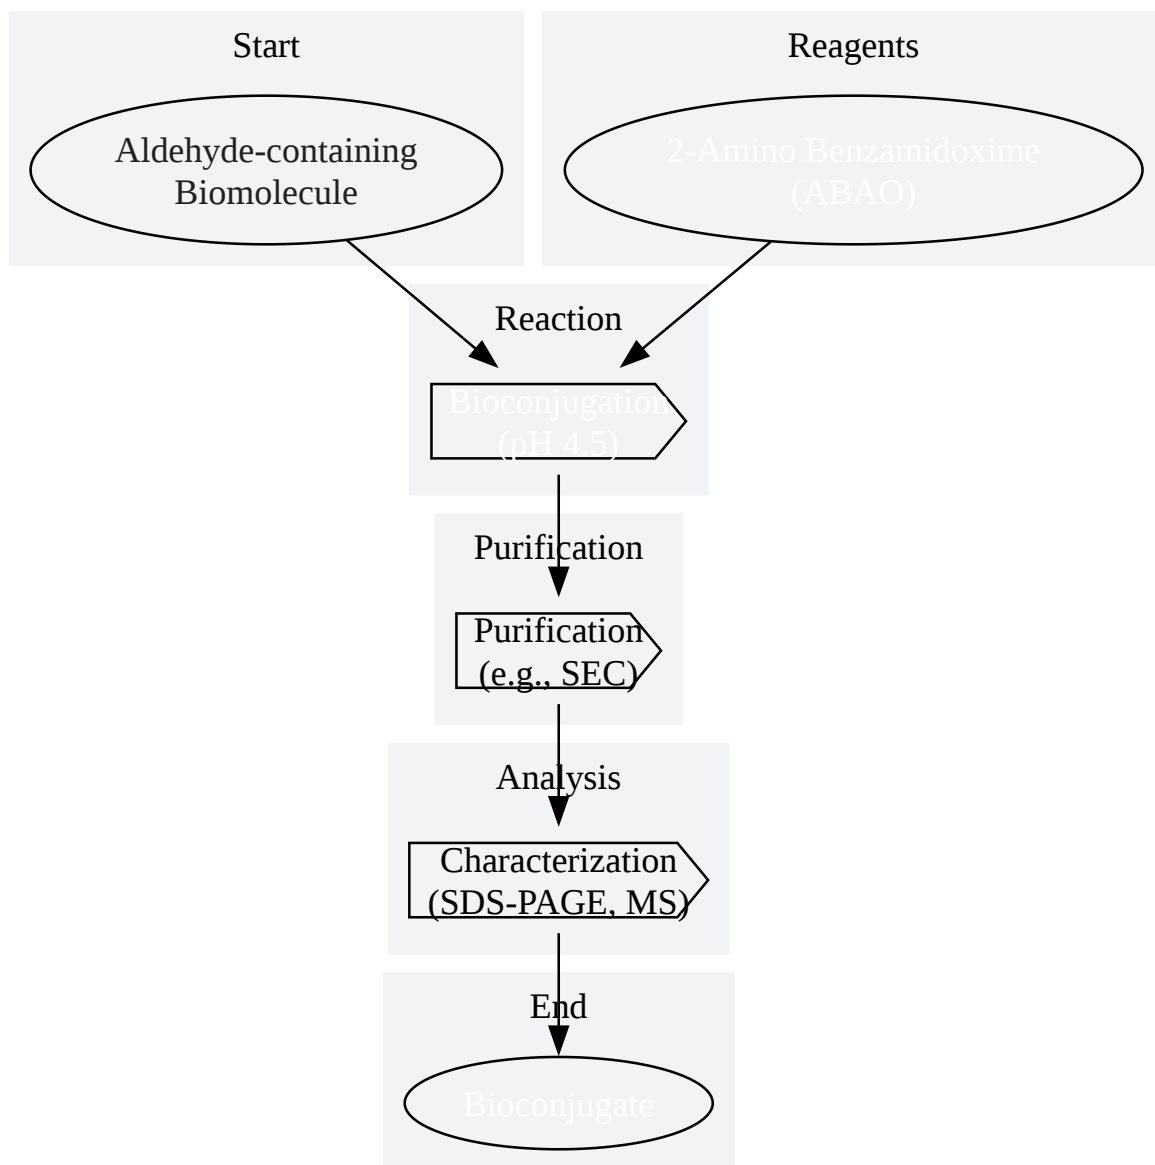 Start
Reagents
Aldehyde-containing
Biomolecule
2-Amino Benzamidoxime
(ABAO)
Reaction
Bioconjugation
(pH 4.5)
Purification
Purification
(e.g., SEC)
Analysis
Characterization
(SDS-PAGE, MS)
End
Bioconjugate